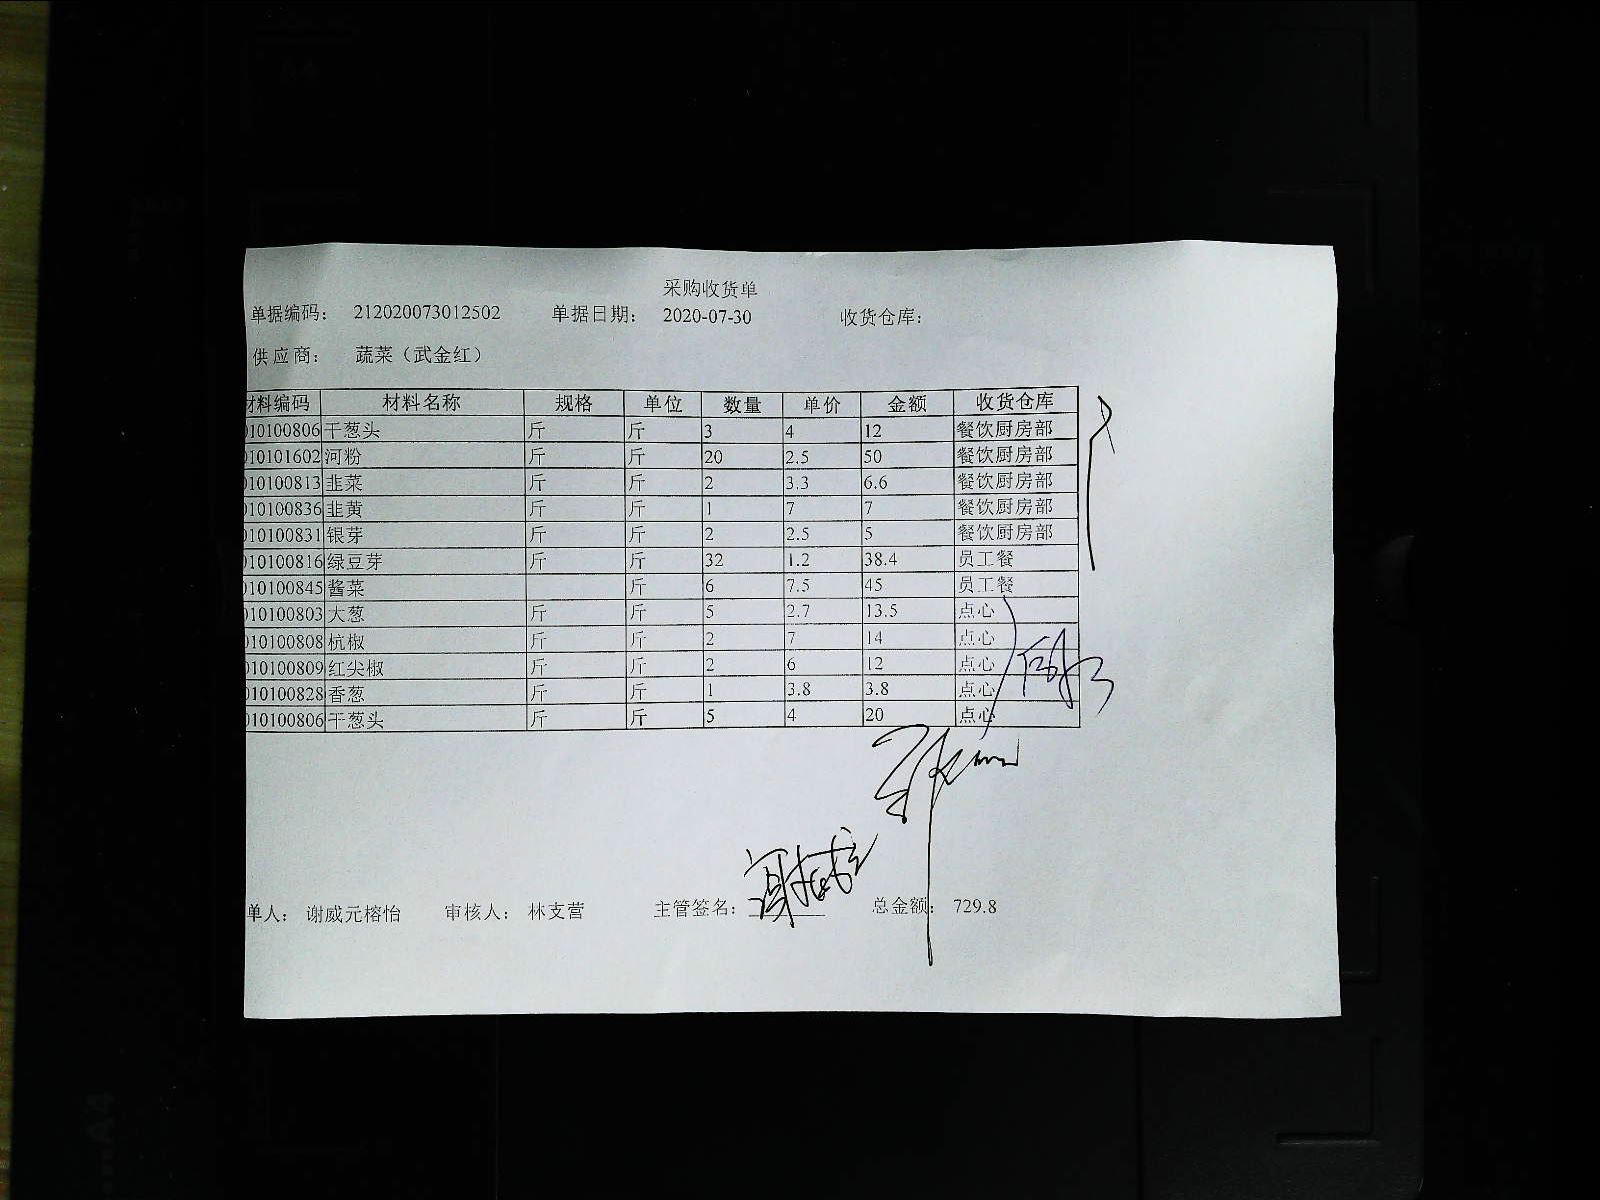 采购收货单
单据编码： 212020073012502 单据日期： 2020-07-30 收货仓库：
供应商： 蔬菜（武金红）
材料编码 材料名称 规格 单位 数量 单价 金额 收货仓库
010100806 干葱头 斤 斤 3 4 12 餐饮厨房部
010101602 河粉 斤 斤 20 2.5 50 餐饮厨房部
010100813 韭菜 斤 斤 2 3.3 6.6 餐饮厨房部
010100836 韭黄 斤 斤 1 7 7 餐饮厨房部
010100831 银芽 斤 斤 2 2.5 5 餐饮厨房部
010100816 绿豆芽 斤 斤 32 1.2 38.4 员工餐
010100845 酱菜 斤 6 7.5 45 员工餐
010100803 大葱 斤 斤 5 2.7 13.5 点心
010100808 杭椒 斤 斤 2 7 14 点心
010100809 红尖椒 斤 斤 2 6 12 点心
010100828 香葱 斤 斤 1 3.8 3.8 点心
010100806 干葱头 斤 斤 5 4 20 点心
单人： 谢威元榕怡 审核人： 林支营 主管签名： 总金额： 729.8